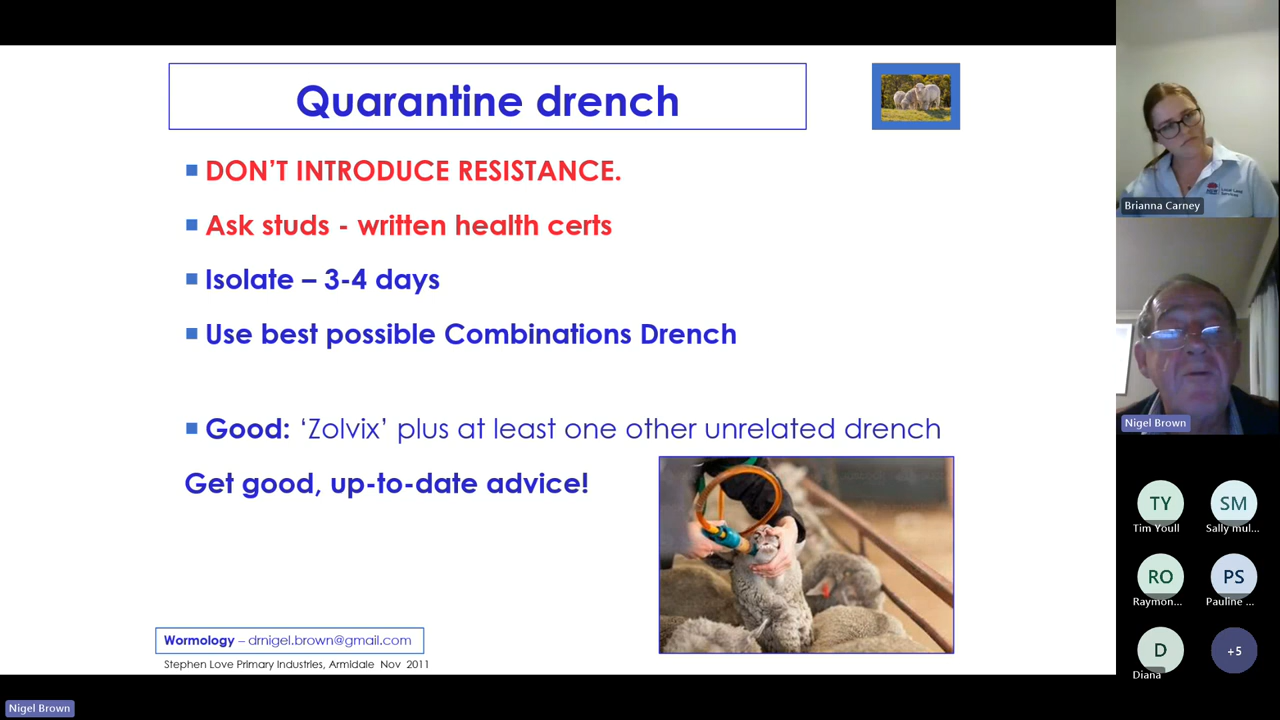 Quarantine drench
DON'T INTRODUCE RESISTANCE.
Ask studs - written health certs
Isolate – 3-4 days
Use best possible Combinations Drench
Good: 'Zolvix' plus at least one other unrelated drench
Get good, up-to-date advice!
Wormology – drnigel.brown@gmail.com
Stephen Love Primary Industries, Armidale Nov 2011
Nigel Brown
Brianna Carney
Nigel Brown
TY
SM
Tim Youll
Sally mul...
RO
PS
Raymon...
Pauline ...
D
+5
Diana